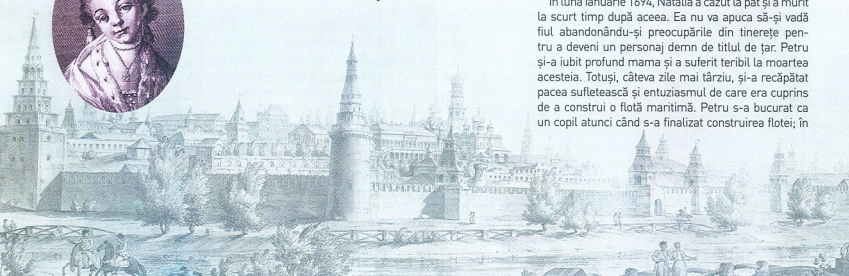 În luna ianuarie 1694, Natalia a căzut la pat și a murit
la scurt timp după aceea. Ea nu va apuca să-și vadă
fiul abandonându-și preocupările din tinerețe pen-
tru a deveni un personaj demn de titlul de țar. Petru
și-a iubit profund mama și a suferit teribil la moartea
acesteia. Totuși, câteva zile mai târziu, și-a recăpătat
pacea sufletească și entuziasmul de care era cuprins
de a construi o flotă maritimă. Petru s-a bucurat ca
un copil atunci când s-a finalizat construirea flotei; în